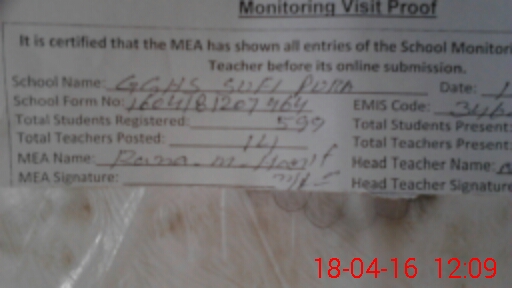 Monitoring Visit Proof
It is certified that the MEA has shown all entries of the School Monitori
Teacher before its online submission.
School Name: GGHS SUFI PURA Date:
School Form No: EMIS Code:
Total Students Registered: 599 Total Students Present:
Total Teachers Posted: 14 Total Teachers Present:
MEA Name: Rana M. Head Teacher Name:
MEA Signature: Head Teacher Signature
18-04-16 12:09